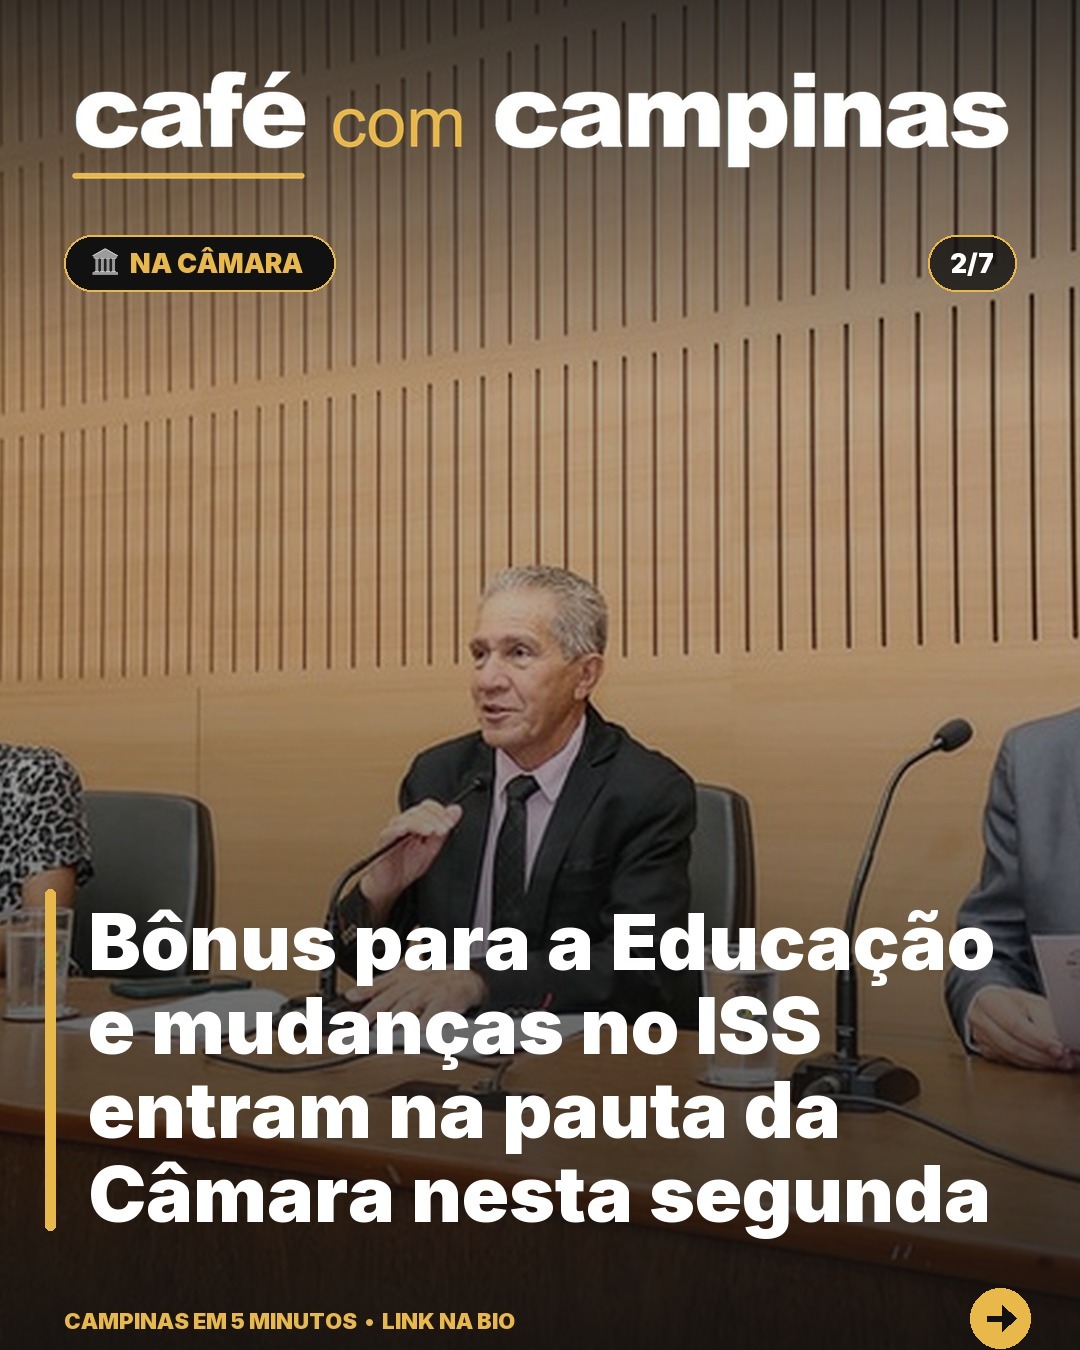 café com campinas
NA CÂMARA
2/7
Bônus para a Educação
e mudanças no ISS
entram na pauta da
Câmara nesta segunda
CAMPINAS EM 5 MINUTOS • LINK NA BIO